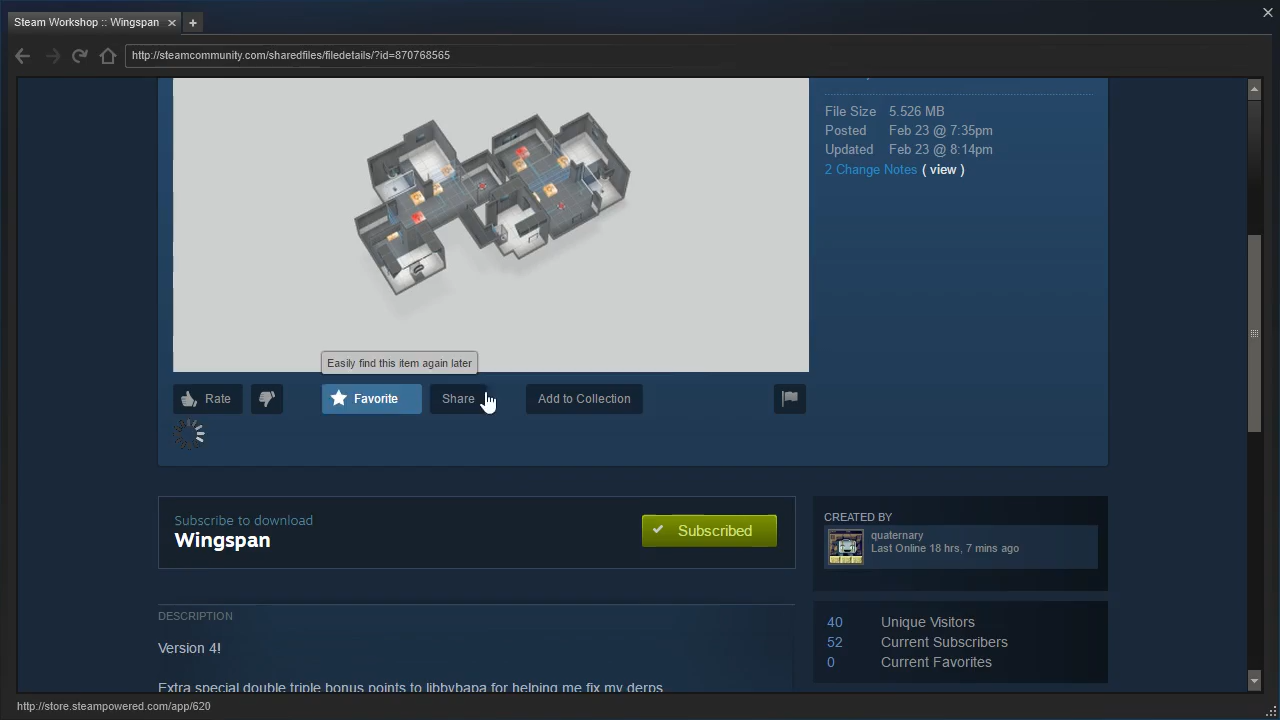 Steam Workshop :: Wingspan
http://steamcommunity.com/sharedfiles/filedetails/?id=870768565
File Size 5.526 MB
Posted Feb 23 @ 7:35pm
Updated Feb 23 @ 8:14pm
2 Change Notes ( view )
Easily find this item again later
Rate Favorite Share Add to Collection
Subscribe to download
Wingspan
Subscribed
CREATED BY
quaternary
Last Online 18 hrs, 7 mins ago
DESCRIPTION
Version 4!
Extra special double triple bonus points to libbybapa for helping me fix my derps
40 Unique Visitors
52 Current Subscribers
0 Current Favorites
http://store.steampowered.com/app/620